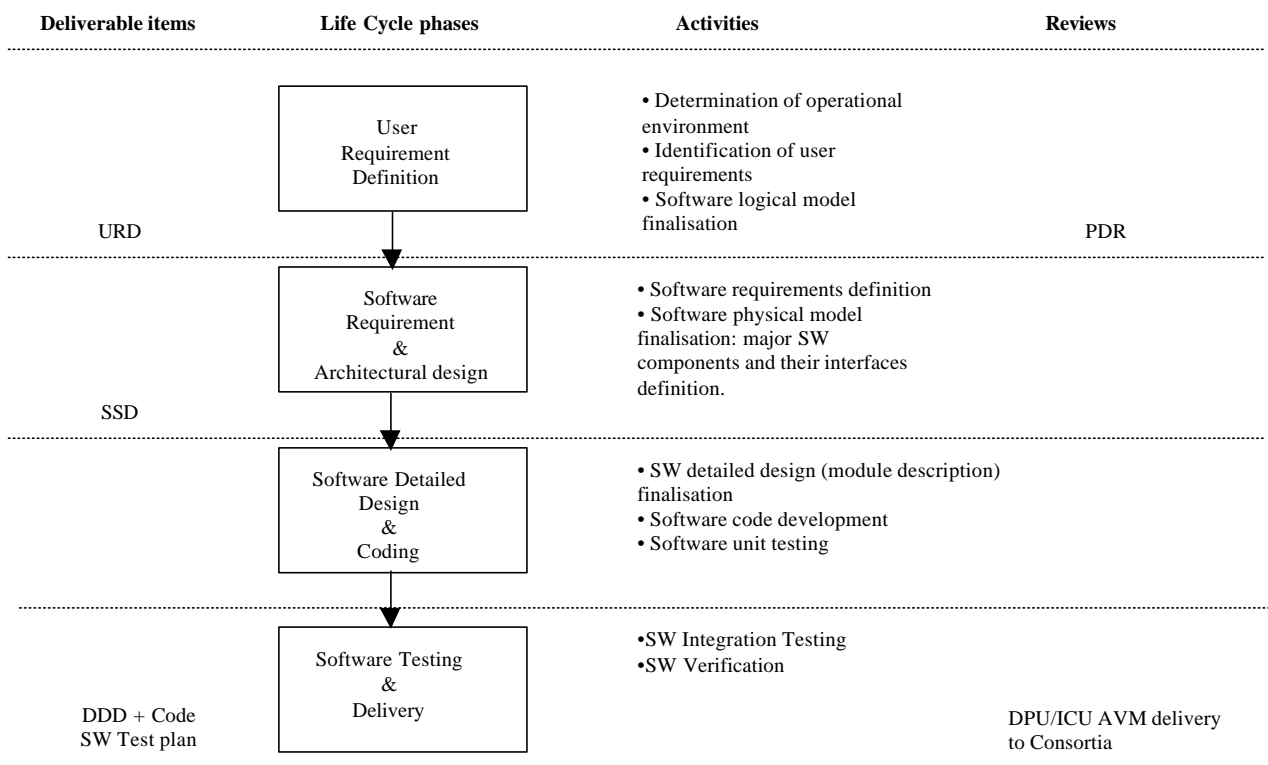 Deliverable items Life Cycle phases Activities Reviews
User
Requirement
Definition
• Determination of operational
environment
• Identification of user
requirements
• Software logical model
finalisation
URD
PDR
Software
Requirement
&
Architectural design
• Software requirements definition
• Software physical model
finalisation: major SW
components and their interfaces
definition.
SSD
Software Detailed
Design
&
Coding
• SW detailed design (module description)
finalisation
• Software code development
• Software unit testing
Software Testing
&
Delivery
•SW Integration Testing
•SW Verification
DDD + Code
SW Test plan
DPU/ICU AVM delivery
to Consortia